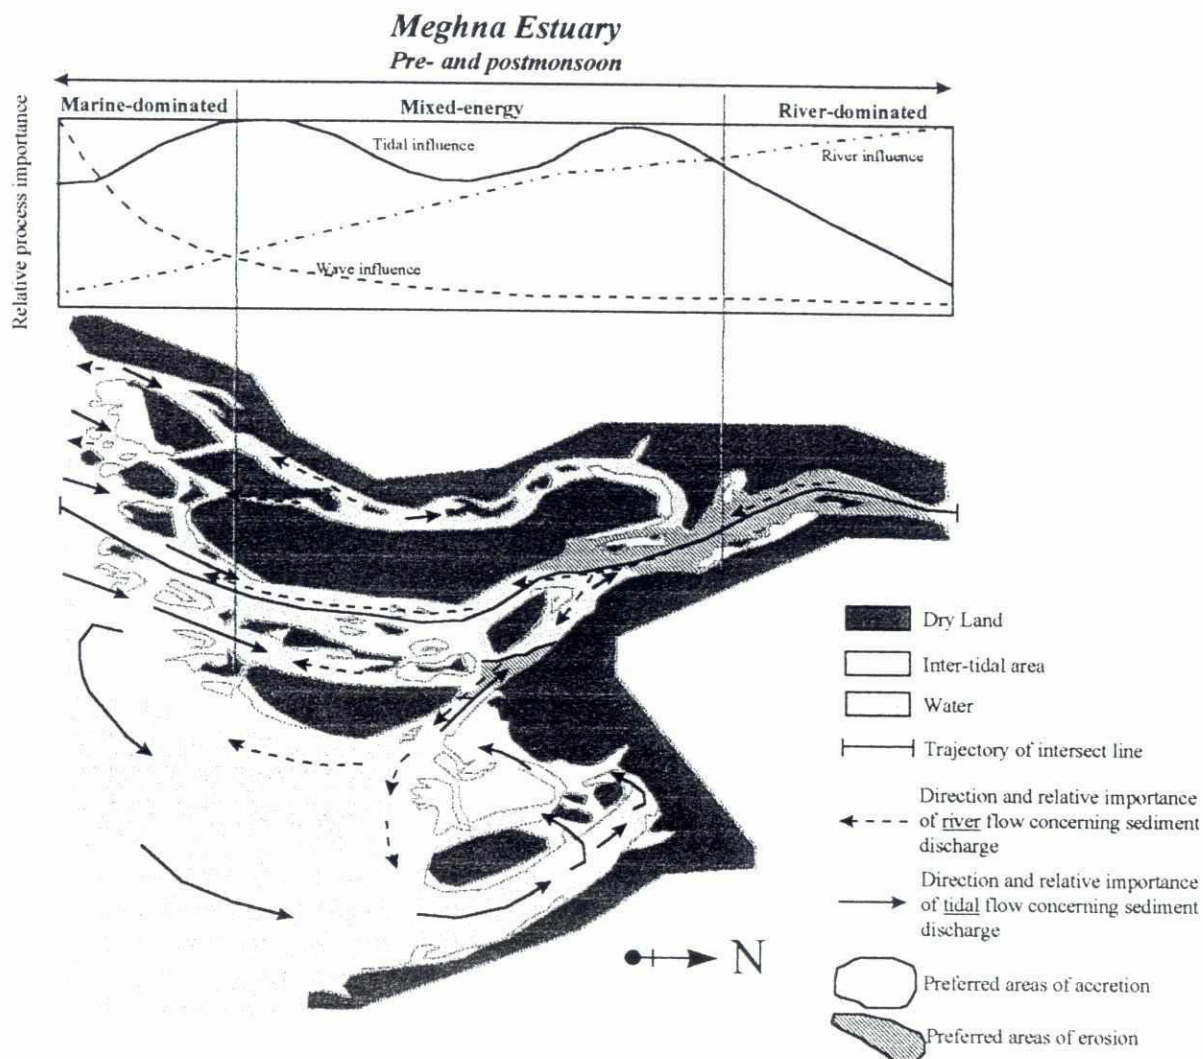 Meghna Estuary
Pre- and postmonsoon
Marine-dominated
Mixed-energy
River-dominated
Relative process importance
Tidal influence
River influence
Wave influence
Dry Land
Inter-tidal area
Water
Trajectory of intersect line
Direction and relative importance
of river flow concerning sediment
discharge
Direction and relative importance
of tidal flow concerning sediment
discharge
N
Preferred areas of accretion
Preferred areas of erosion